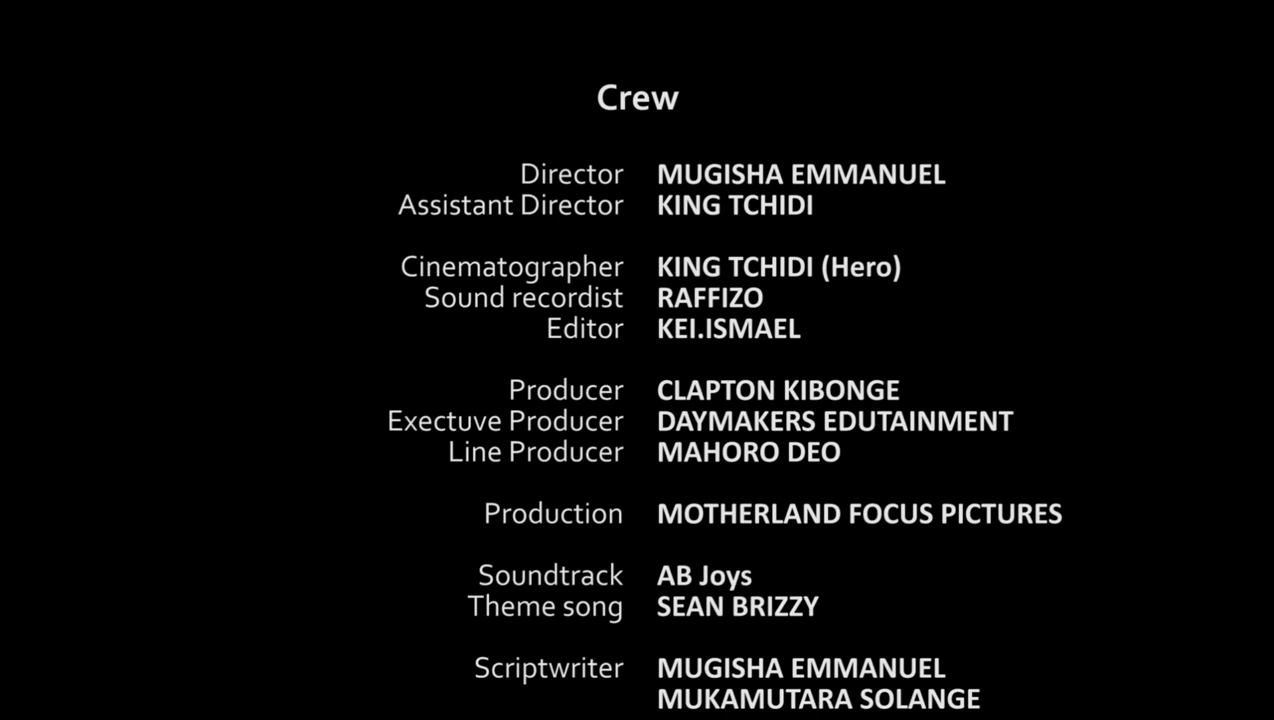 Crew
Director MUGISHA EMMANUEL
Assistant Director KING TCHIDI
Cinematographer KING TCHIDI (Hero)
Sound recordist RAFFIZO
Editor KEI.ISMAEL
Producer CLAPTON KIBONGE
Exectuve Producer DAYMAKERS EDUTAINMENT
Line Producer MAHORO DEO
Production MOTHERLAND FOCUS PICTURES
Soundtrack AB Joys
Theme song SEAN BRIZZY
Scriptwriter MUGISHA EMMANUEL
MUKAMUTARA SOLANGE